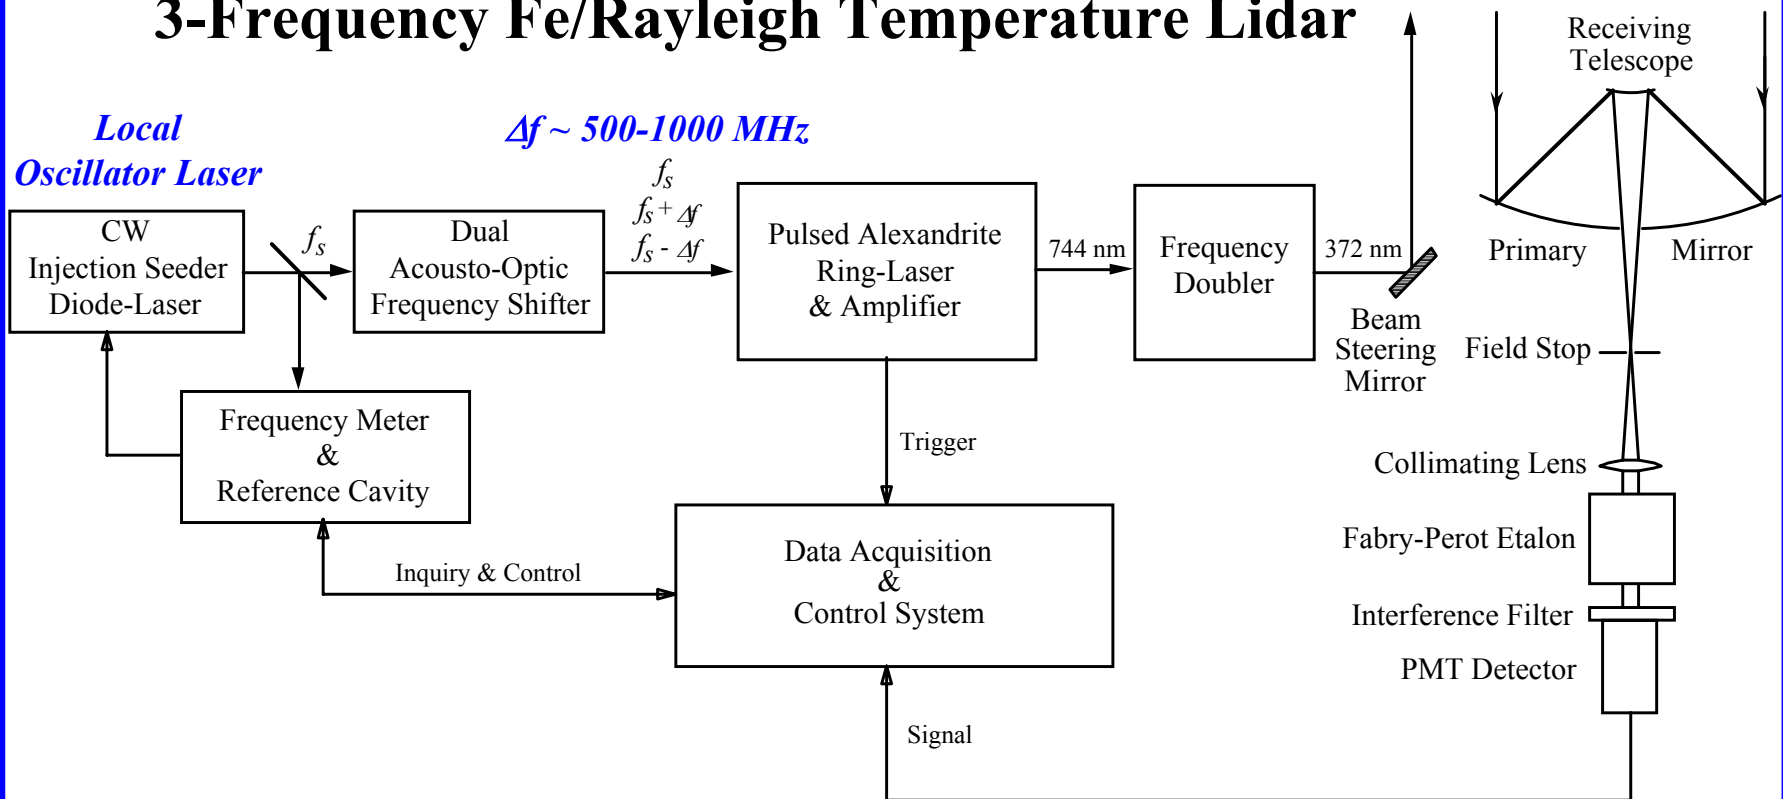 3-Frequency Fe/Rayleigh Temperature Lidar
Local
Oscillator Laser
Δf ~ 500-1000 MHz
CW
Injection Seeder
Diode-Laser
fs
Dual
Acousto-Optic
Frequency Shifter
fs
fs + Δf
fs - Δf
Pulsed Alexandrite
Ring-Laser
& Amplifier
744 nm
Frequency
Doubler
372 nm
Beam
Steering
Mirror
Receiving
Telescope
Primary
Mirror
Field Stop
Collimating Lens
Fabry-Perot Etalon
Interference Filter
PMT Detector
Frequency Meter
&
Reference Cavity
Trigger
Inquiry & Control
Data Acquisition
&
Control System
Signal